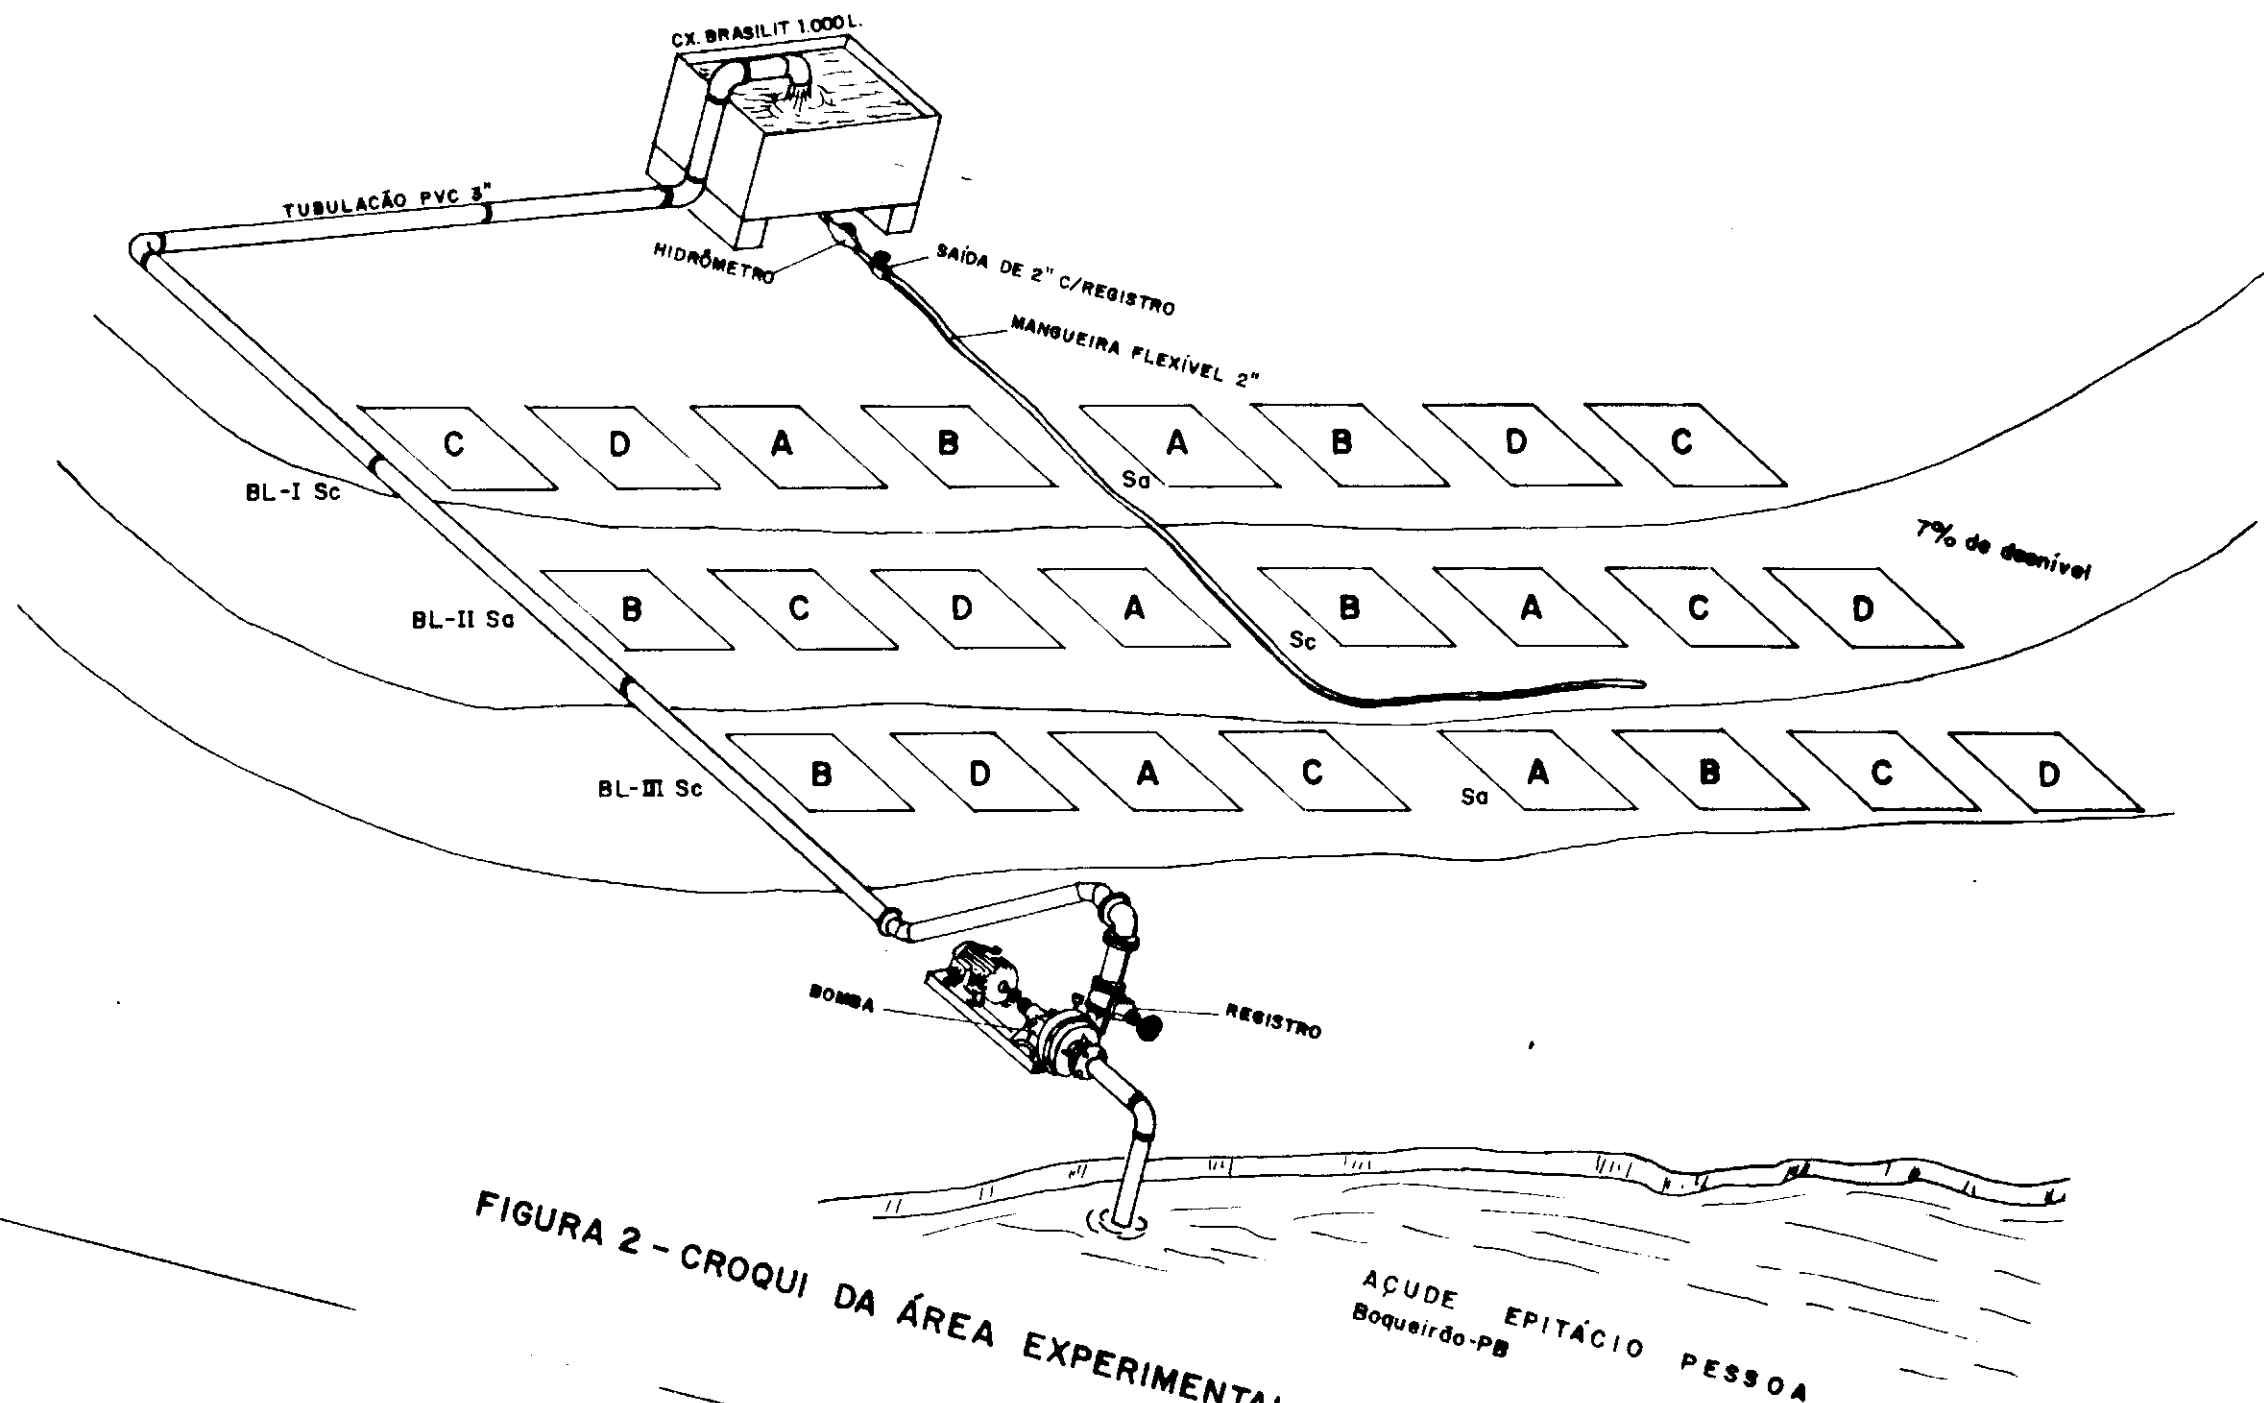 CX. BRASILIT 1.000 L.
TUBULACÃO PVC 3"
HIDRÔMETRO
SAÍDA DE 2" C/REGISTRO
MANGUEIRA FLEXÍVEL 2"
C D A B A B D C
BL-I Sc
Sa
7% de desnível
B C D A B A C D
BL-II Sa
Sc
B D A C A B C D
BL-III Sc
Sa
BOMBA
REGISTRO
FIGURA 2 - CROQUI DA ÁREA EXPERIMENTAL
AÇUDE EPITÁCIO PESSOA
Boqueirão-PB